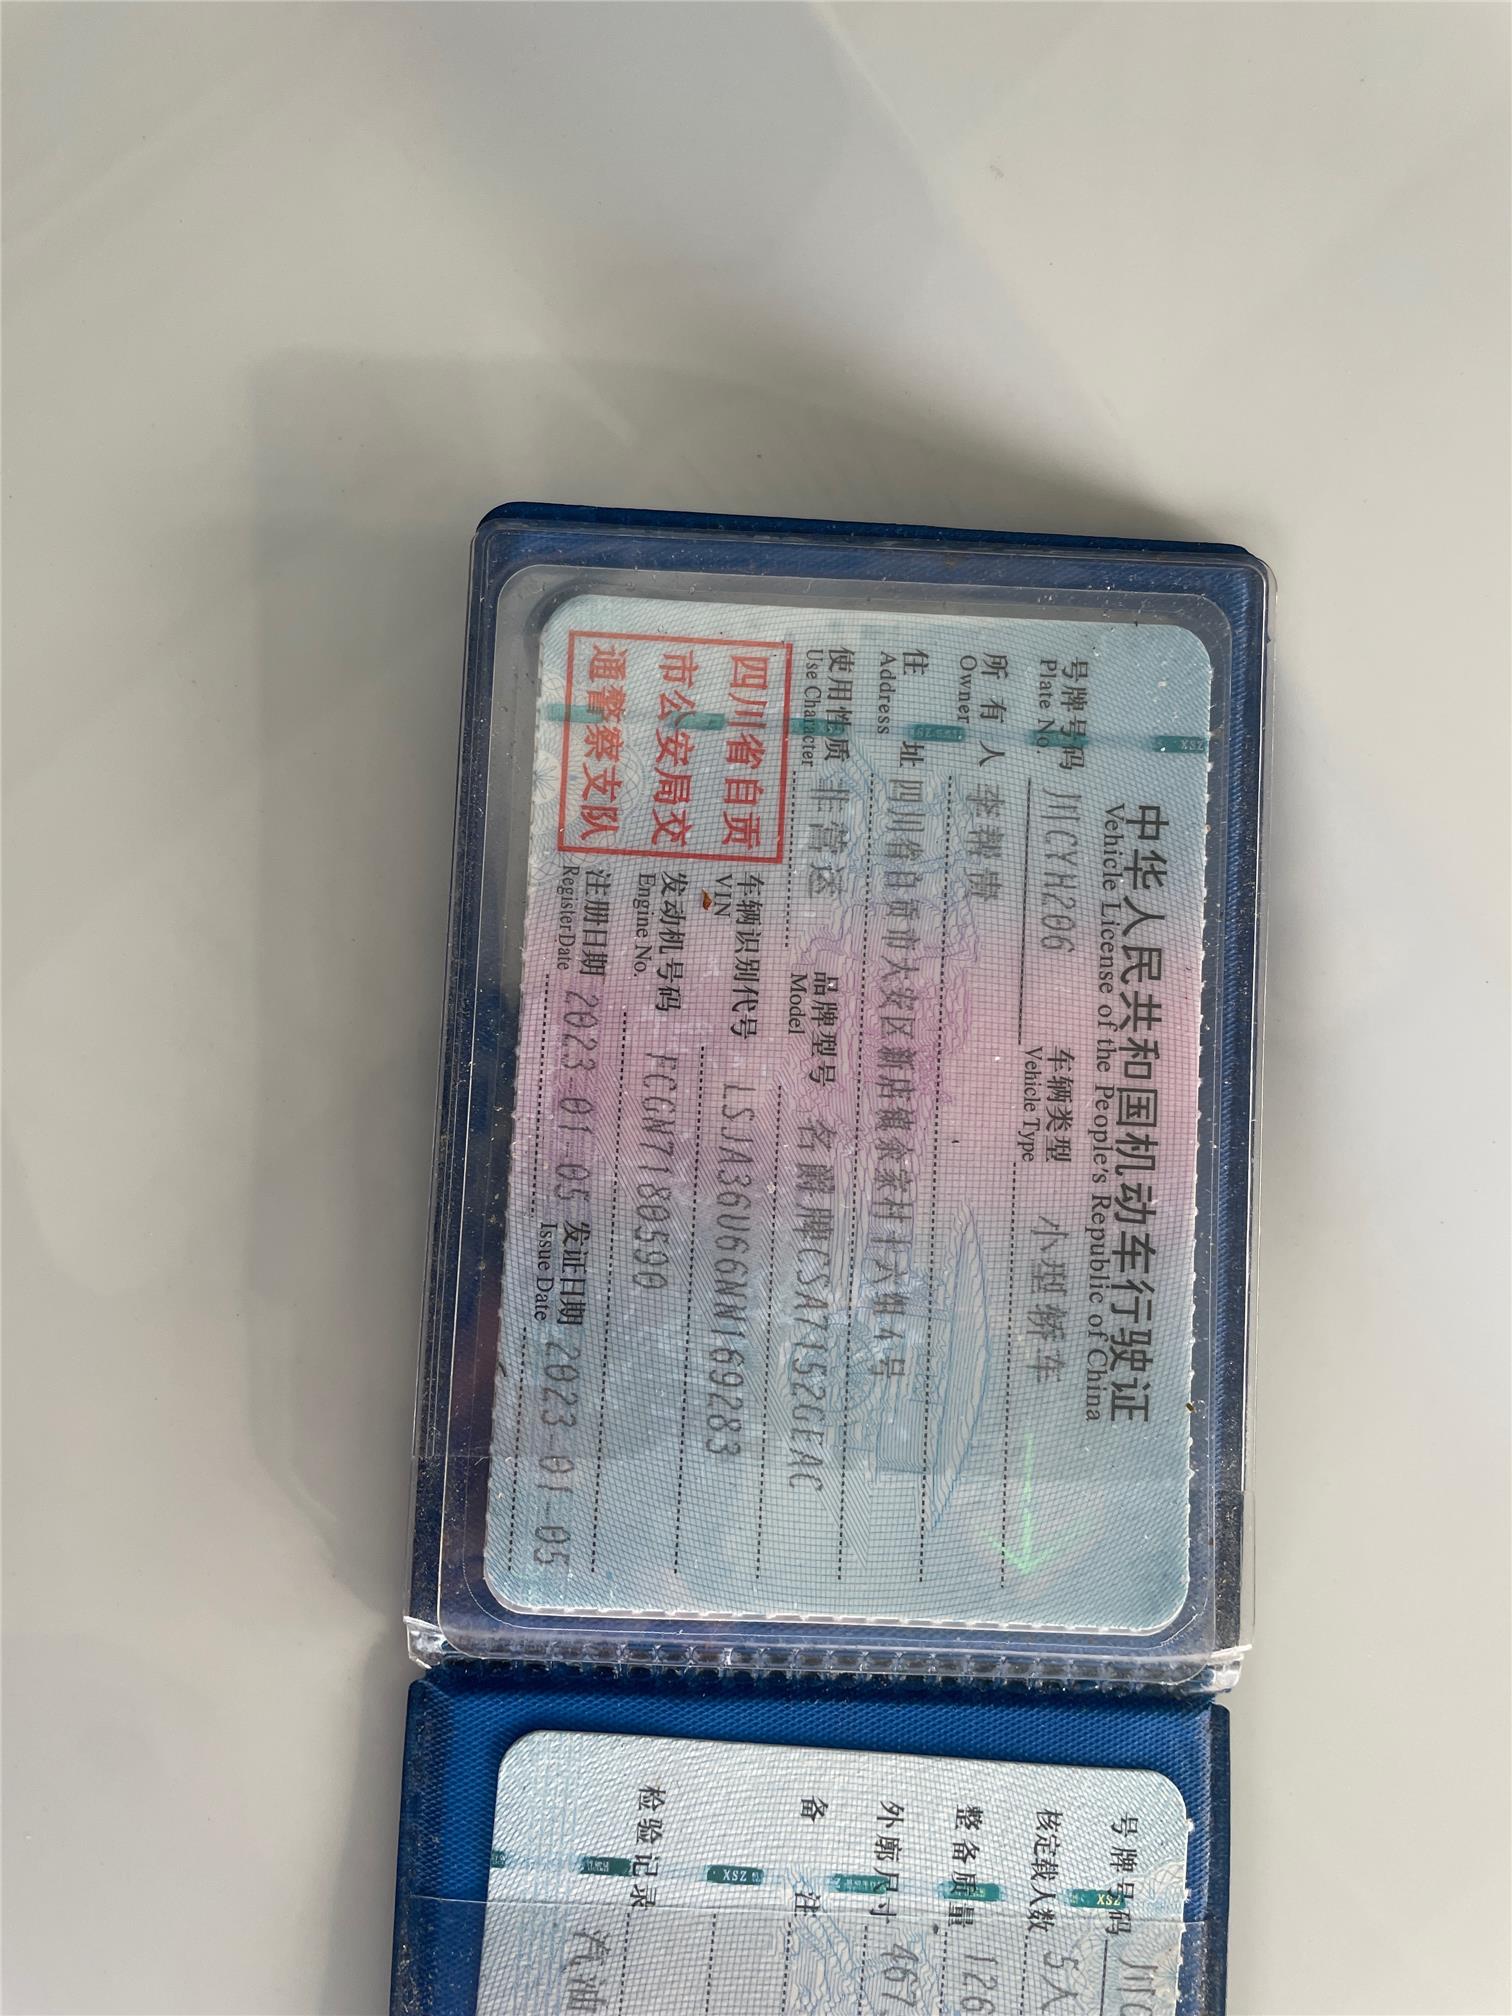 中华人民共和国机动车行驶证
Vehicle License of the People's Republic of China
号牌号码 川CYH206 车辆类型 小型轿车
Plate No. Vehicle Type
所有人 李帮贵
Owner
住址 四川省自贡市大安区新店镇余家村十六组4号
Address
使用性质 非营运 品牌型号 名爵牌CSA7152GEAC
Use Character Model
四川省自贡
市公安局交
通警察支队
车辆识别代号 LSJA36U66NN169283
VIN
发动机号码 FCGN7180590
Engine No.
注册日期 2023-01-05 发证日期 2023-01-05
Register Date Issue Date
号牌号码 川C
核定载人数 5人
整备质量 126
外廓尺寸 467
备注
检验记录
汽油
ZSX